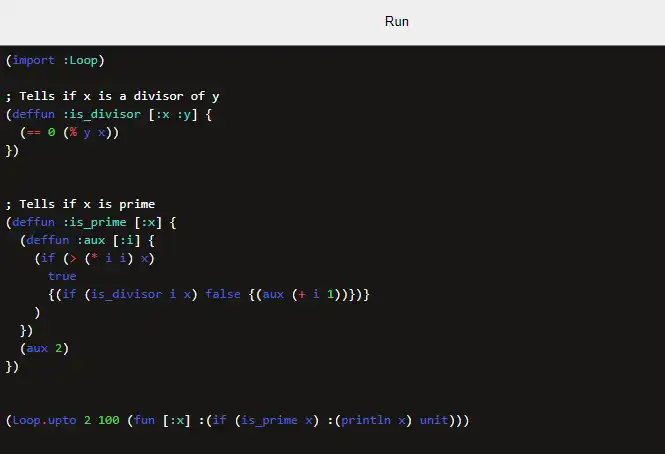 Run
(import :Loop)
; Tells if x is a divisor of y
(deffun :is_divisor [:x :y] {
  (== 0 (% y x))
})
; Tells if x is prime
(deffun :is_prime [:x] {
  (deffun :aux [:i] {
    (if (> (* i i) x)
      true
      {(if (is_divisor i x) false {(aux (+ i 1))})}
    )
  })
  (aux 2)
})
(Loop.upto 2 100 (fun [:x] :(if (is_prime x) :(println x) unit)))